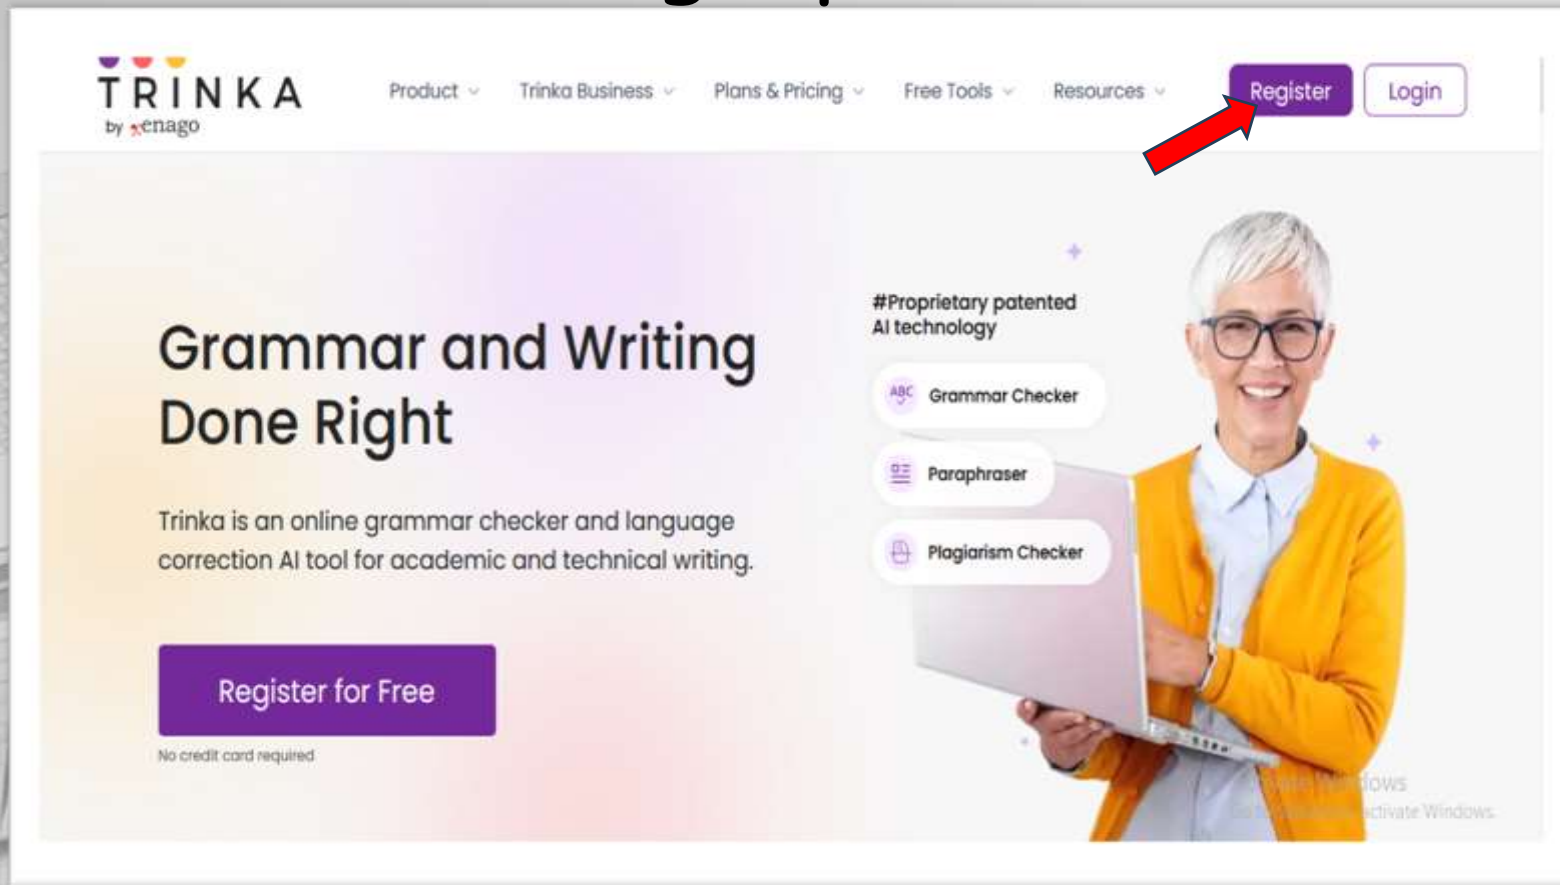 TRINKA
by enago
Product
Trinka Business
Plans & Pricing
Free Tools
Resources
Register
Login
#Proprietary patented
AI technology
Grammar and Writing
Done Right
ABC
Grammar Checker
Paraphraser
Plagiarism Checker
Trinka is an online grammar checker and language
correction AI tool for academic and technical writing.
Register for Free
No credit card required
Windows.